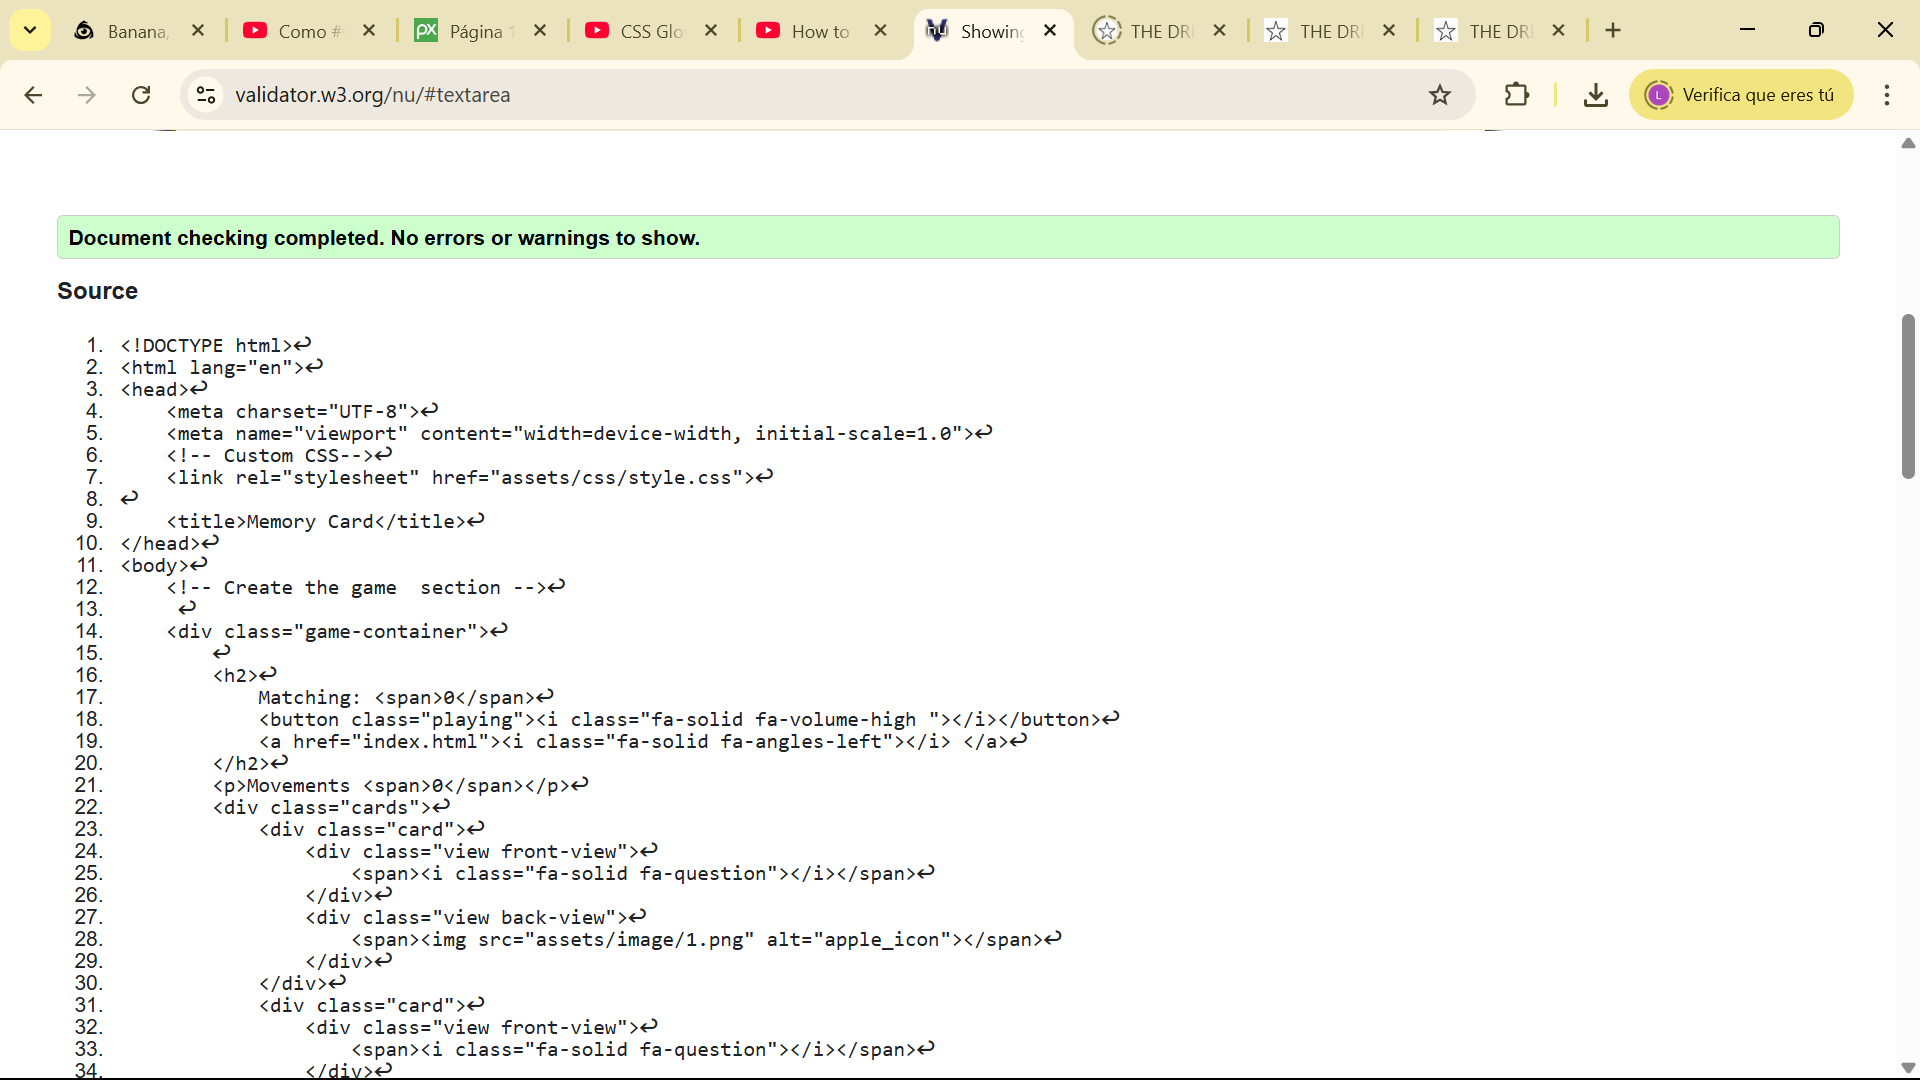 Banana,
Como #
Página 1
CSS Glo
How to
Showing
THE DR
THE DR
THE DR
validator.w3.org/nu/#textarea
L
Verifica que eres tú
Document checking completed. No errors or warnings to show.
Source
1. <!DOCTYPE html>↩
2. <html lang="en">↩
3. <head>↩
4.     <meta charset="UTF-8">↩
5.     <meta name="viewport" content="width=device-width, initial-scale=1.0">↩
6.     <!-- Custom CSS-->↩
7.     <link rel="stylesheet" href="assets/css/style.css">↩
8. ↩
9.     <title>Memory Card</title>↩
10. </head>↩
11. <body>↩
12.     <!-- Create the game  section -->↩
13.      ↩
14.     <div class="game-container">↩
15.         ↩
16.         <h2>↩
17.             Matching: <span>0</span>↩
18.             <button class="playing"><i class="fa-solid fa-volume-high "></i></button>↩
19.             <a href="index.html"><i class="fa-solid fa-angles-left"></i> </a>↩
20.         </h2>↩
21.         <p>Movements <span>0</span></p>↩
22.         <div class="cards">↩
23.             <div class="card">↩
24.                 <div class="view front-view">↩
25.                     <span><i class="fa-solid fa-question"></i></span>↩
26.                 </div>↩
27.                 <div class="view back-view">↩
28.                     <span><img src="assets/image/1.png" alt="apple_icon"></span>↩
29.                 </div>↩
30.             </div>↩
31.             <div class="card">↩
32.                 <div class="view front-view">↩
33.                     <span><i class="fa-solid fa-question"></i></span>↩
34.                 </div>↩